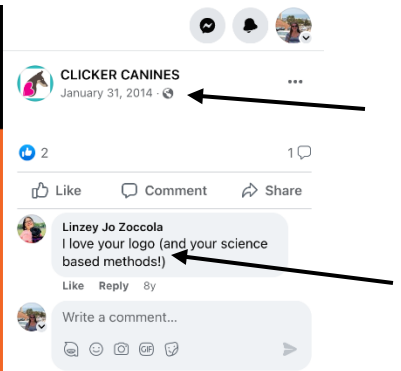 CLICKER CANINES
January 31, 2014 ·
2
1
Like
Comment
Share
Linzey Jo Zoccola
I love your logo (and your science
based methods!)
Like Reply 8y
Write a comment...
GIF